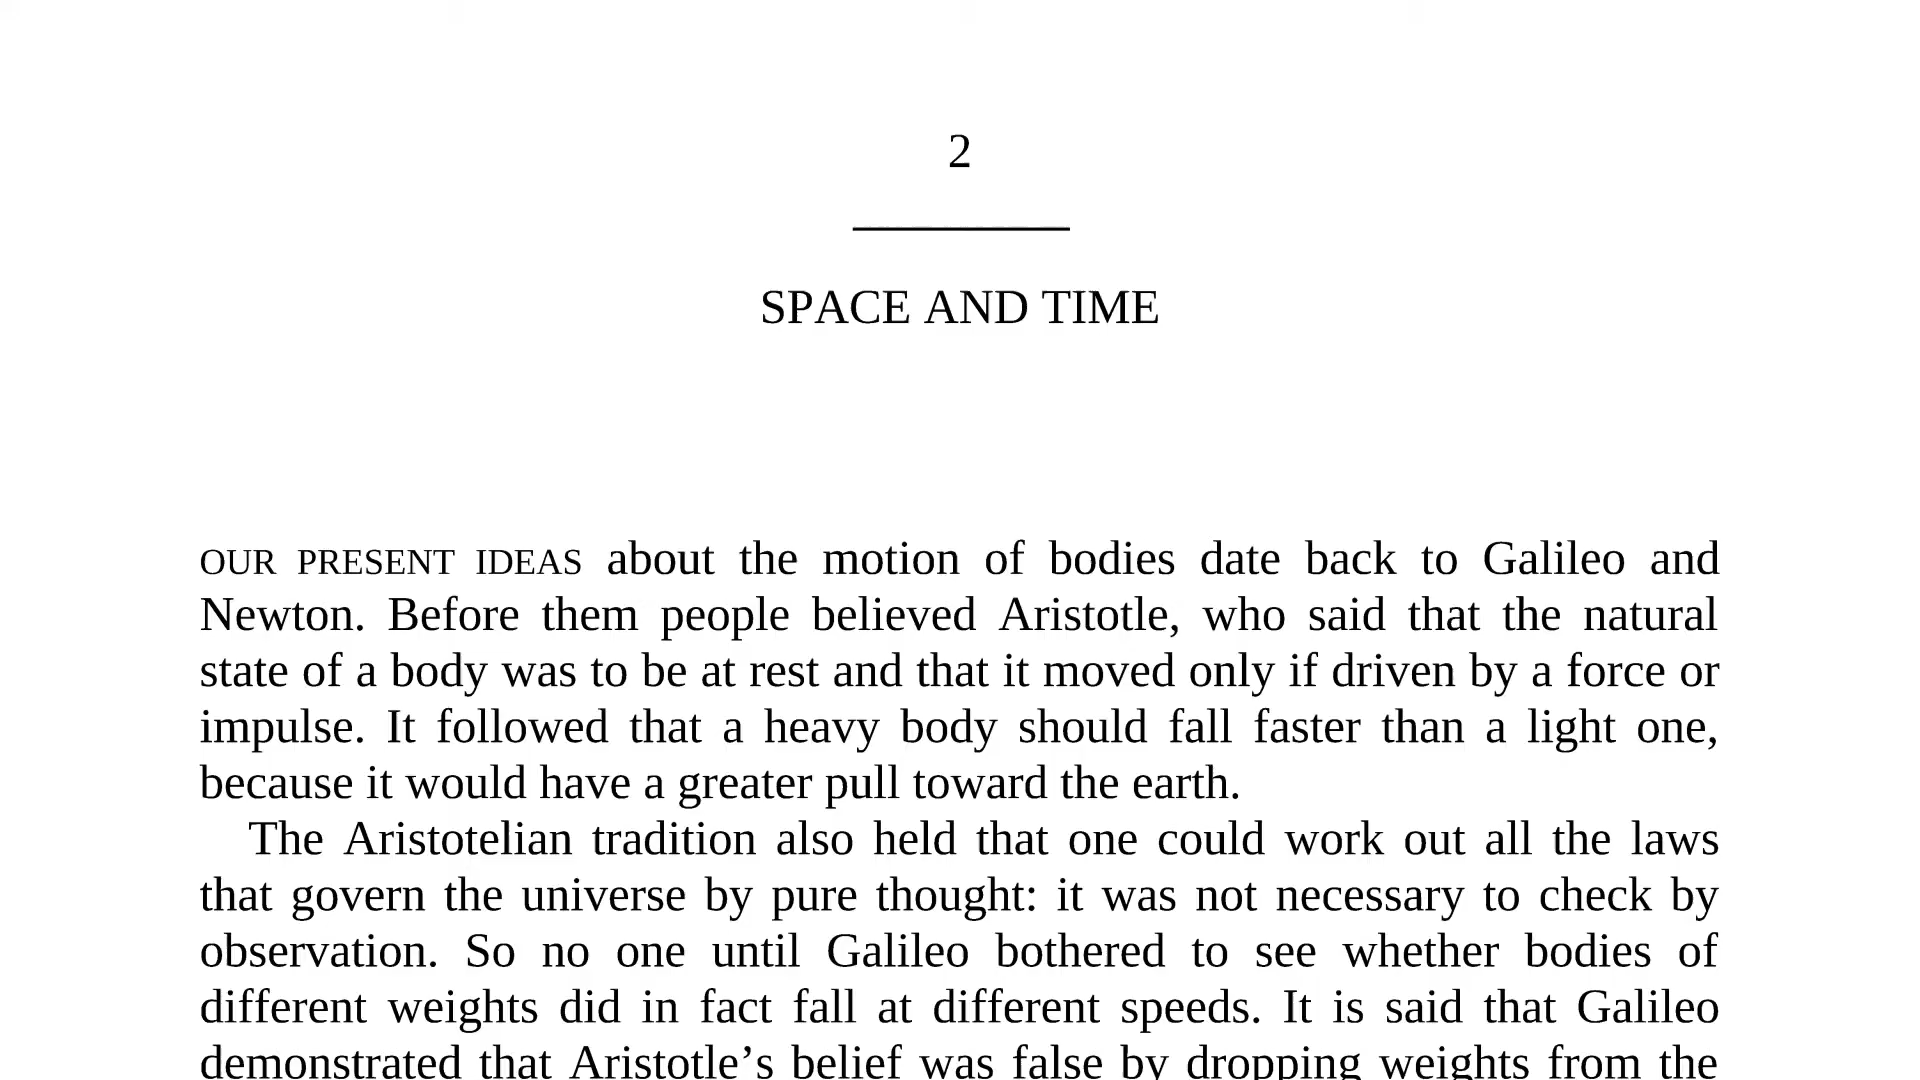 2
SPACE AND TIME
OUR PRESENT IDEAS about the motion of bodies date back to Galileo and
Newton. Before them people believed Aristotle, who said that the natural
state of a body was to be at rest and that it moved only if driven by a force or
impulse. It followed that a heavy body should fall faster than a light one,
because it would have a greater pull toward the earth.
The Aristotelian tradition also held that one could work out all the laws
that govern the universe by pure thought: it was not necessary to check by
observation. So no one until Galileo bothered to see whether bodies of
different weights did in fact fall at different speeds. It is said that Galileo
demonstrated that Aristotle’s belief was false by dropping weights from the